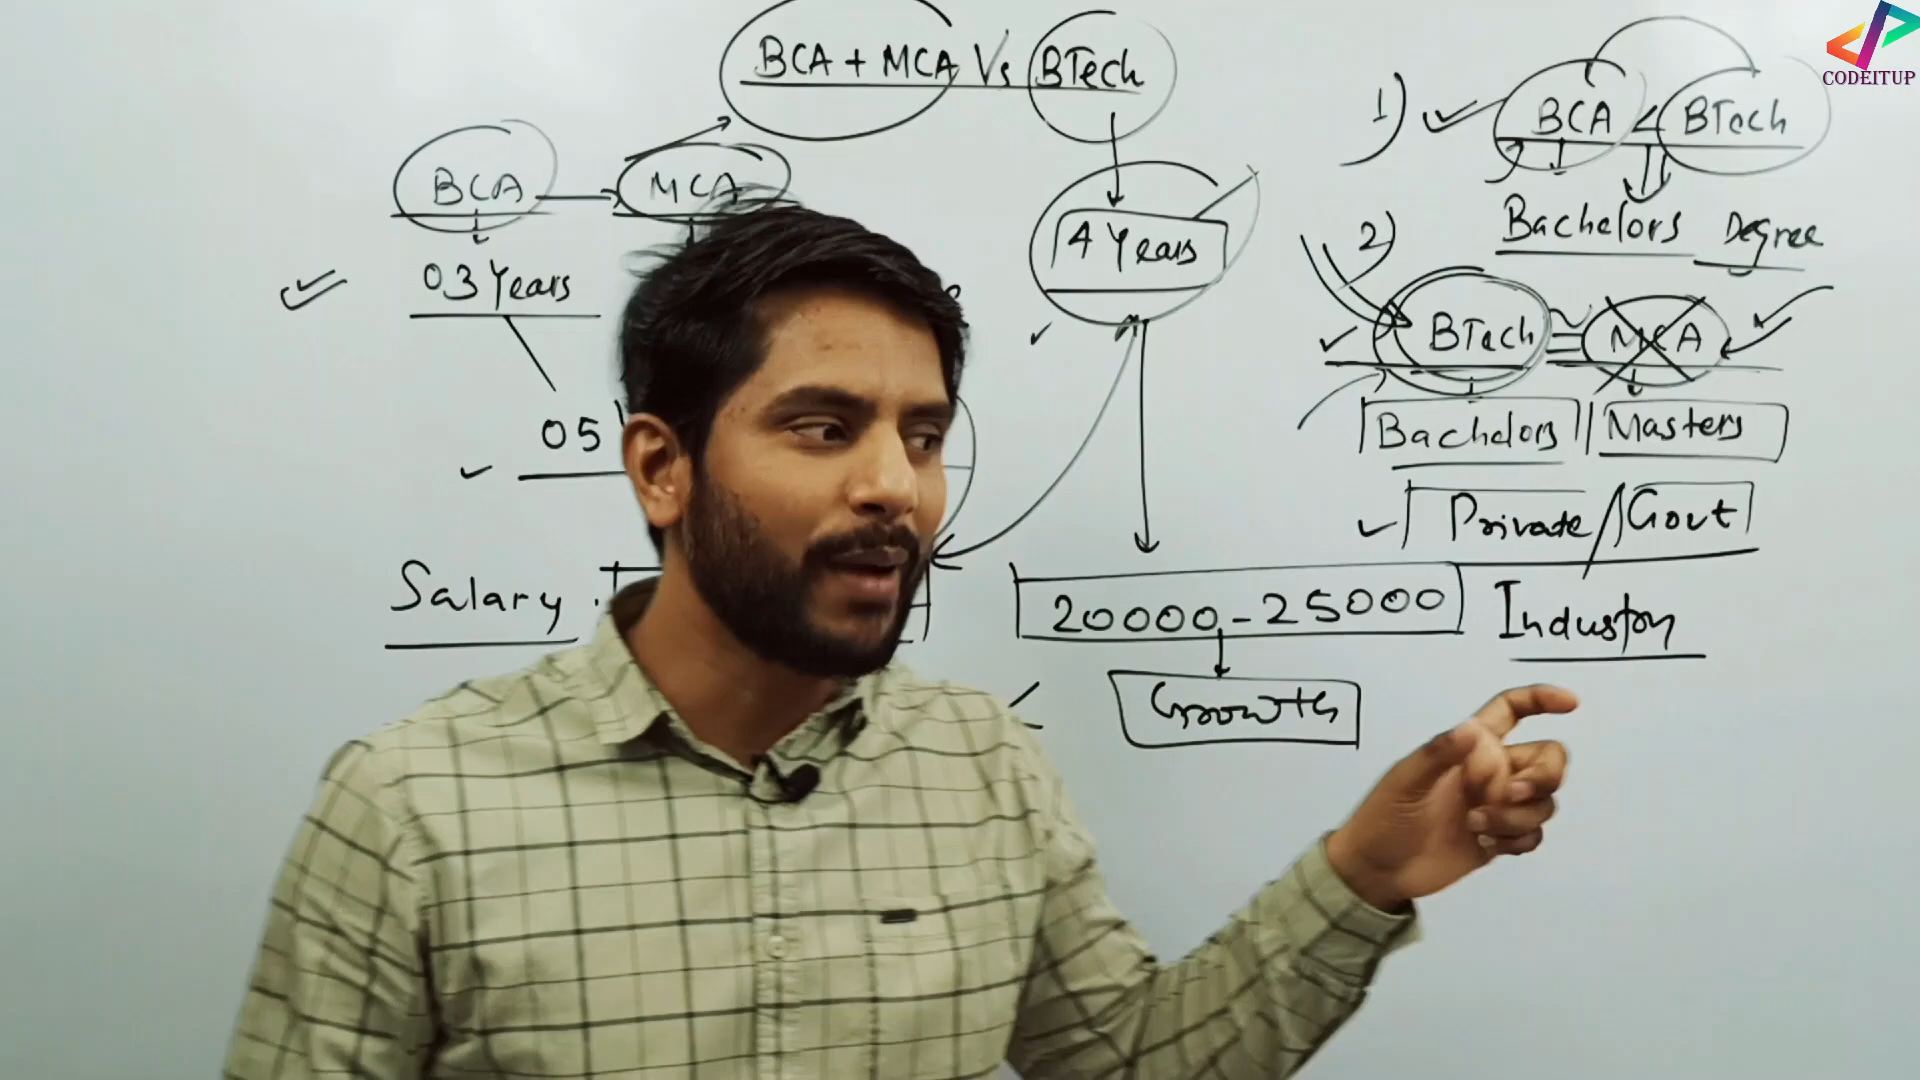 BCA + MCA Vs BTech
BCA MCA
03 Years
05
Salary
4 Years
20000 - 25000
Growth
1) BCA < BTech
Bachelors Degree
2)
BTech = MCA
Bachelors / Masters
Private / Govt
Industry
CODEITUP